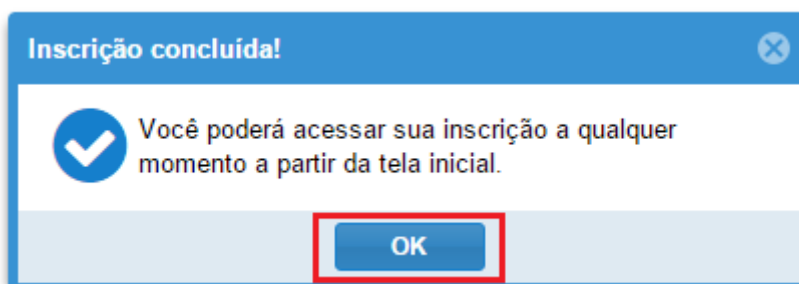 Inscrição concluída!
Você poderá acessar sua inscrição a qualquer
momento a partir da tela inicial.
OK